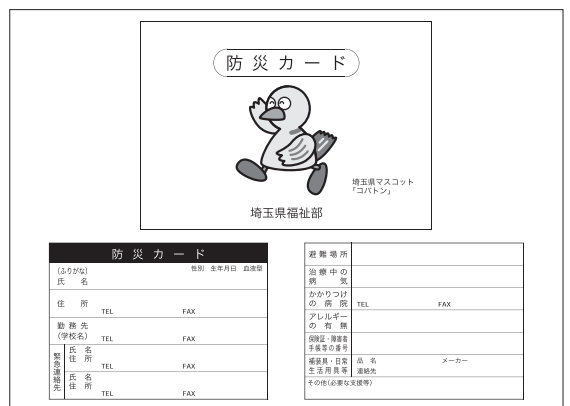 防災カード
埼玉県マスコット
「コバトン」
埼玉県福祉部
防災カード
(ふりがな) 性別 生年月日 血液型
氏名
住所
TEL FAX
勤務先
(学校名)
TEL FAX
緊急連絡先
氏名
住所
TEL FAX
氏名
住所
TEL FAX
避難場所
治療中の
病気
かかりつけ
の病院 TEL FAX
アレルギー
の有無
保険証・障害者
手帳等の番号
補装具・日常 品名 メーカー
生活用具等 連絡先
その他(必要な支援等)